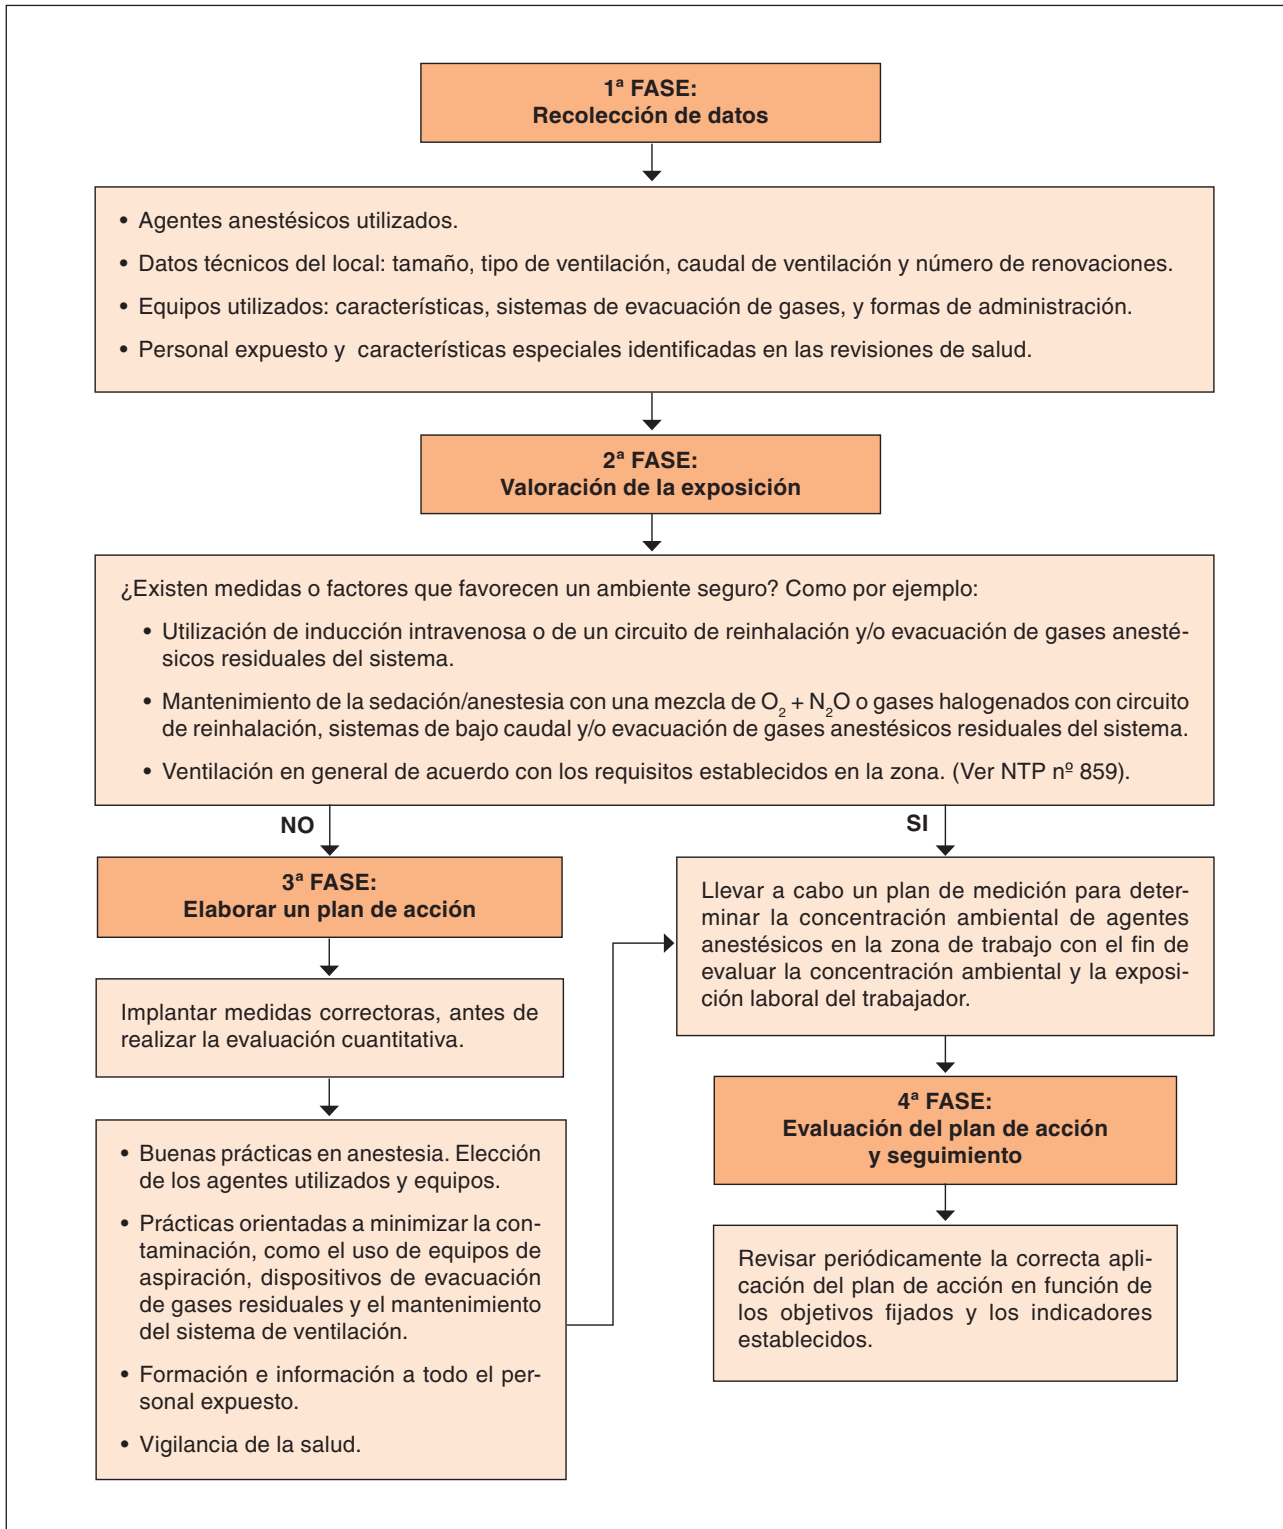 1ª FASE:
Recolección de datos
• Agentes anestésicos utilizados.
• Datos técnicos del local: tamaño, tipo de ventilación, caudal de ventilación y número de renovaciones.
• Equipos utilizados: características, sistemas de evacuación de gases, y formas de administración.
• Personal expuesto y características especiales identificadas en las revisiones de salud.
2ª FASE:
Valoración de la exposición
¿Existen medidas o factores que favorecen un ambiente seguro? Como por ejemplo:
• Utilización de inducción intravenosa o de un circuito de reinhalación y/o evacuación de gases anesté-
sicos residuales del sistema.
• Mantenimiento de la sedación/anestesia con una mezcla de O₂ + N₂O o gases halogenados con circuito
de reinhalación, sistemas de bajo caudal y/o evacuación de gases anestésicos residuales del sistema.
• Ventilación en general de acuerdo con los requisitos establecidos en la zona. (Ver NTP nº 859).
NO
3ª FASE:
Elaborar un plan de acción
Implantar medidas correctoras, antes de
realizar la evaluación cuantitativa.
• Buenas prácticas en anestesia. Elección
de los agentes utilizados y equipos.
• Prácticas orientadas a minimizar la con-
taminación, como el uso de equipos de
aspiración, dispositivos de evacuación
de gases residuales y el mantenimiento
del sistema de ventilación.
• Formación e información a todo el per-
sonal expuesto.
• Vigilancia de la salud.
SI
Llevar a cabo un plan de medición para deter-
minar la concentración ambiental de agentes
anestésicos en la zona de trabajo con el fin de
evaluar la concentración ambiental y la exposi-
ción laboral del trabajador.
4ª FASE:
Evaluación del plan de acción
y seguimiento
Revisar periódicamente la correcta apli-
cación del plan de acción en función de
los objetivos fijados y los indicadores
establecidos.